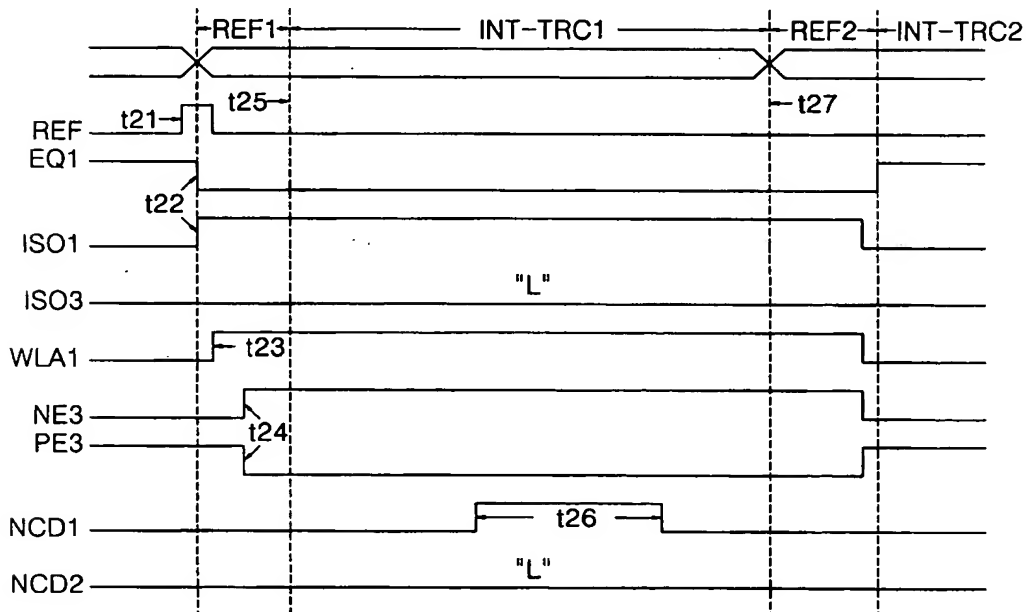 REF1 INT-TRC1 REF2 INT-TRC2
t25 t27
t21
REF
EQ1
t22
ISO1
"L"
ISO3
t23
WLA1
NE3
t24
PE3
t26
NCD1
"L"
NCD2